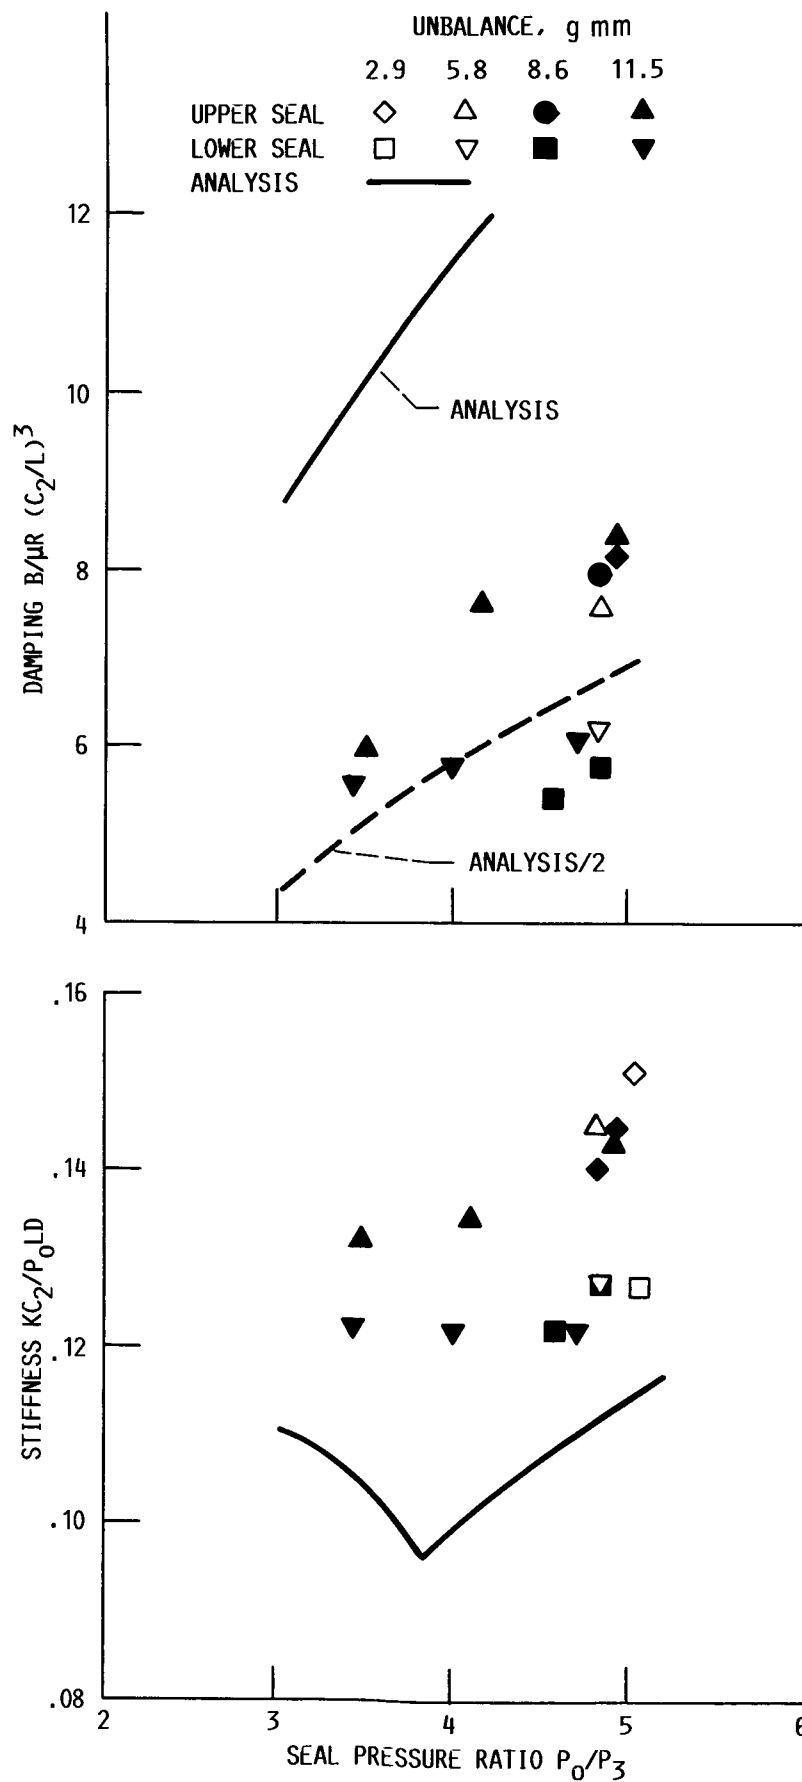 UNBALANCE, g mm
2.9 5.8 8.6 11.5
UPPER SEAL
LOWER SEAL
ANALYSIS
12
10
8
6
4
DAMPING B/μR (C2/L)3
ANALYSIS
ANALYSIS/2
.16
.14
.12
.10
.08
STIFFNESS KC2/P0LD
2 3 4 5 6
SEAL PRESSURE RATIO P0/P3